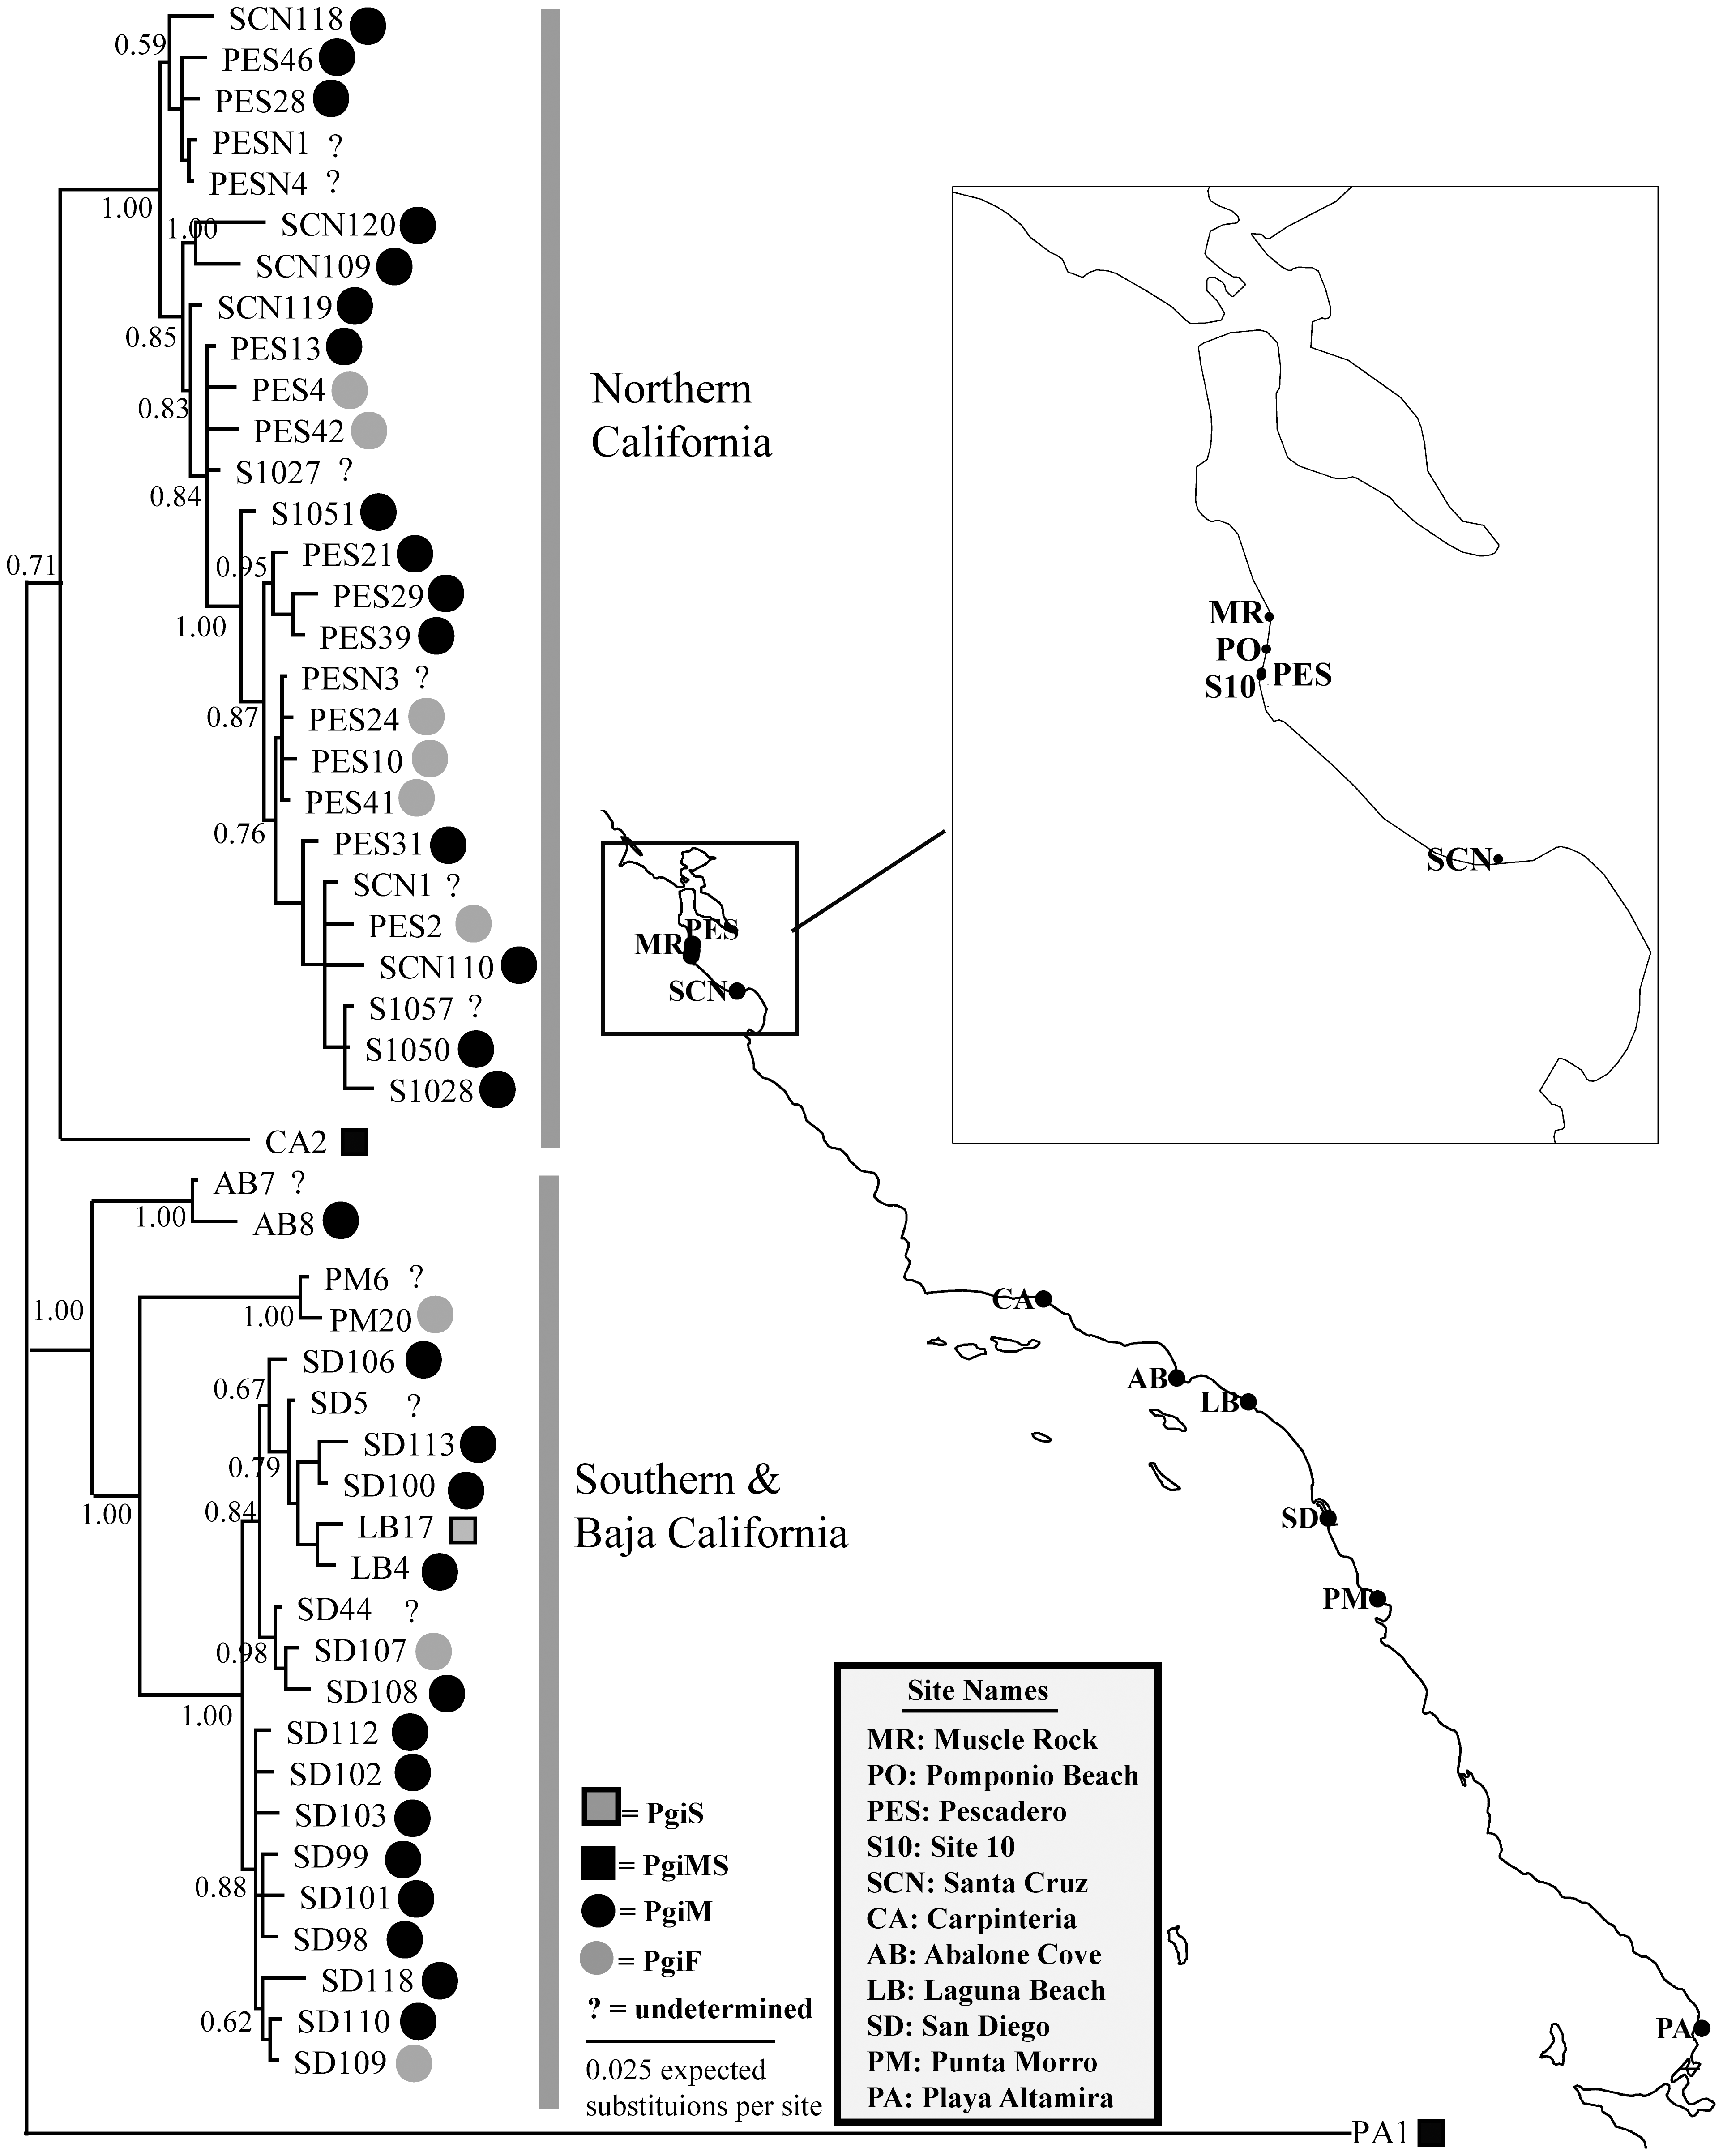 SCN118
0.59
PES46
PES28
PESN1 ?
PESN4 ?
1.00
1.00
SCN120
SCN109
SCN119
0.85
PES13
PES4
0.83
PES42
S1027 ?
0.84
S1051
0.71
0.95
PES21
PES29
1.00
PES39
PESN3 ?
0.87
PES24
PES10
PES41
0.76
PES31
SCN1 ?
PES2
SCN110
S1057 ?
S1050
S1028
CA2
AB7 ?
1.00
AB8
PM6 ?
1.00
1.00
PM20
SD106
0.67
SD5 ?
SD113
0.79
SD100
1.00
0.84
LB17
LB4
SD44 ?
0.98
SD107
SD108
1.00
SD112
SD102
SD103
SD99
0.88
SD101
SD98
SD118
0.62
SD110
SD109
PA1
Northern
California
Southern &
Baja California
MR
PO
PES
S10
SCN
PES
MR
SCN
CA
AB
LB
SD
PM
PA
= PgiS
= PgiMS
= PgiM
= PgiF
? = undetermined
0.025 expected
substituions per site
Site Names
MR: Muscle Rock
PO: Pomponio Beach
PES: Pescadero
S10: Site 10
SCN: Santa Cruz
CA: Carpinteria
AB: Abalone Cove
LB: Laguna Beach
SD: San Diego
PM: Punta Morro
PA: Playa Altamira